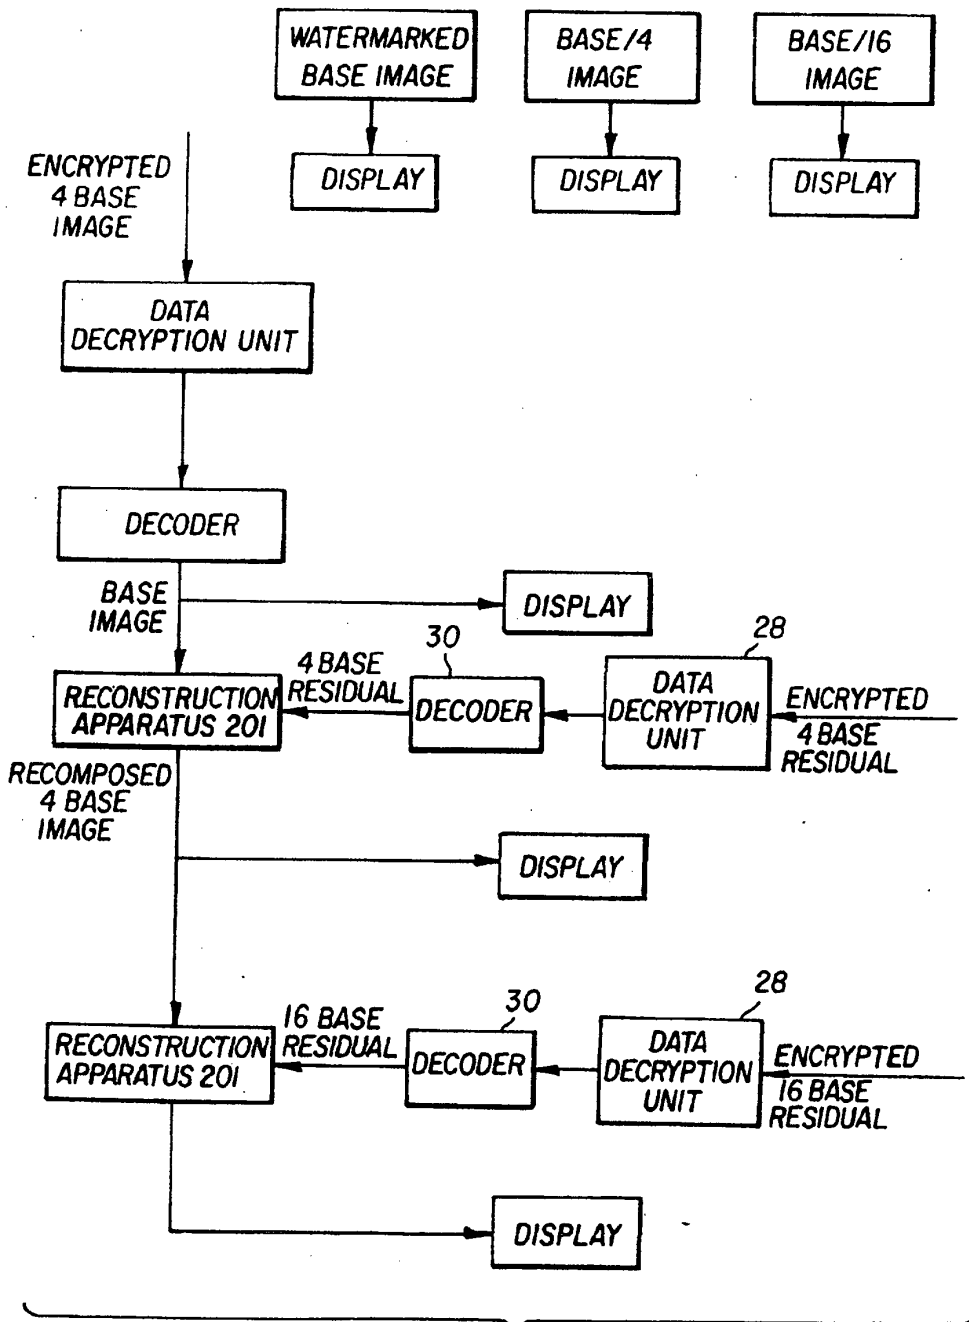 WATERMARKED
BASE IMAGE
BASE/4
IMAGE
BASE/16
IMAGE
DISPLAY
DISPLAY
DISPLAY
ENCRYPTED
4 BASE
IMAGE
DATA
DECRYPTION UNIT
DECODER
BASE
IMAGE
DISPLAY
RECONSTRUCTION
APPARATUS 201
4 BASE
RESIDUAL
30
DECODER
28
DATA
DECRYPTION
UNIT
ENCRYPTED
4 BASE
RESIDUAL
RECOMPOSED
4 BASE
IMAGE
DISPLAY
RECONSTRUCTION
APPARATUS 201
16 BASE
RESIDUAL
30
DECODER
28
DATA
DECRYPTION
UNIT
ENCRYPTED
16 BASE
RESIDUAL
DISPLAY